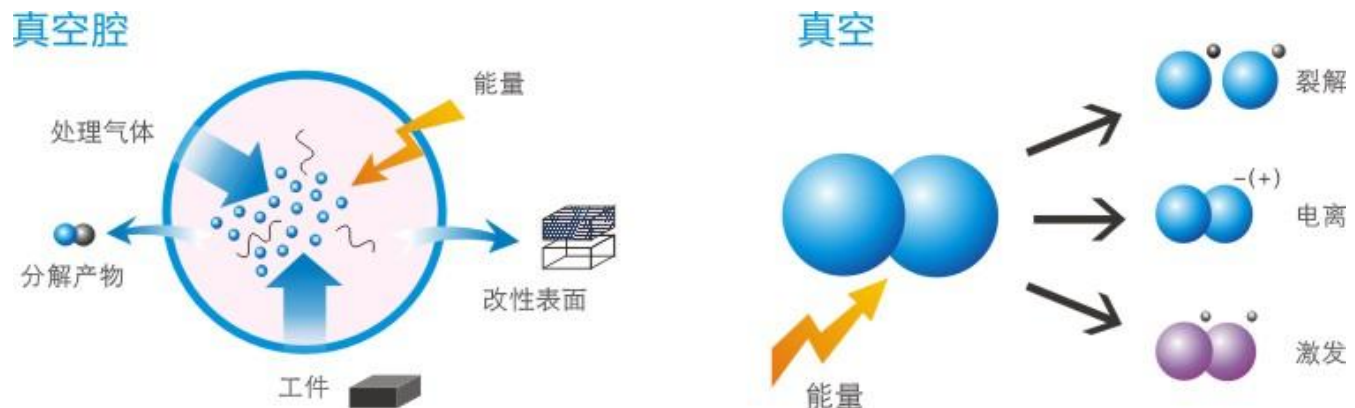 真空腔
能量
处理气体
分解产物
改性表面
工件
真空
裂解
-(+)
电离
激发
能量